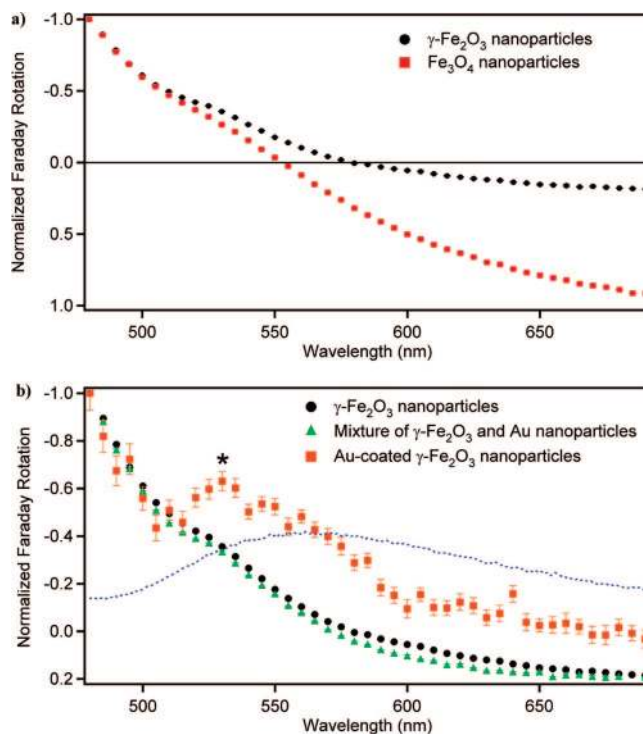 a)
-1.0
-0.5
0.0
0.5
1.0
Normalized Faraday Rotation
γ-Fe₂O₃ nanoparticles
Fe₃O₄ nanoparticles
500
550
600
650
Wavelength (nm)
b)
-1.0
-0.8
-0.6
-0.4
-0.2
0.0
0.2
Normalized Faraday Rotation
γ-Fe₂O₃ nanoparticles
Mixture of γ-Fe₂O₃ and Au nanoparticles
Au-coated γ-Fe₂O₃ nanoparticles
*
500
550
600
650
Wavelength (nm)